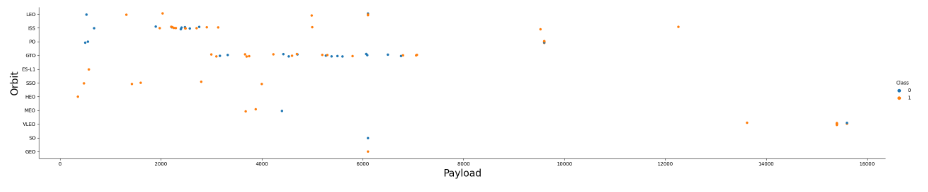 LEO
ISS
PO
GTO
ES-L1
SSO
HEO
MEO
VLEO
SO
GEO
Orbit
0 2000 4000 6000 8000 10000 12000 14000 16000
Payload
Class
0
1